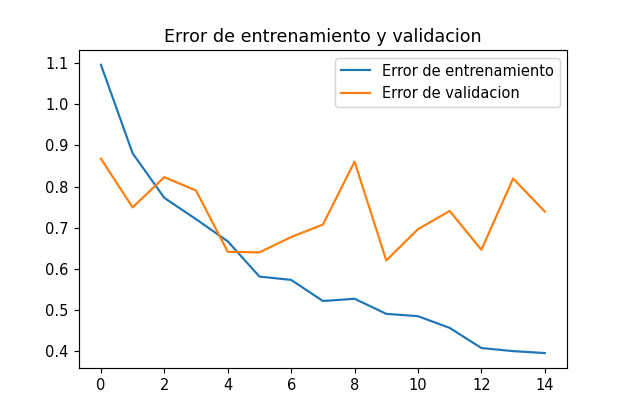 Error de entrenamiento y validacion
Error de entrenamiento
Error de validacion
1.1
1.0
0.9
0.8
0.7
0.6
0.5
0.4
0 2 4 6 8 10 12 14